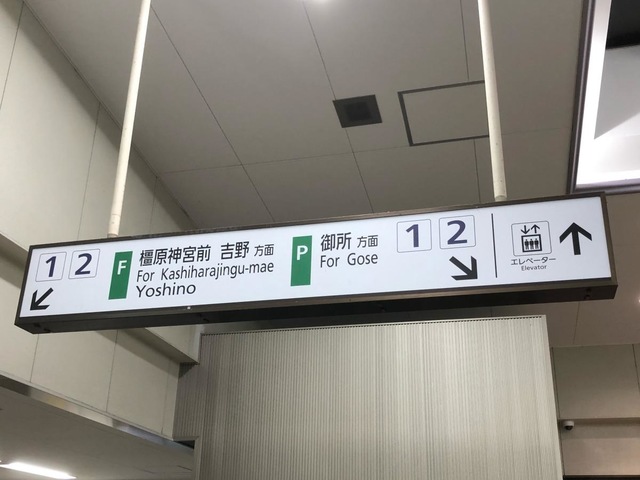 1 2
F 橿原神宮前 吉野 方面
For Kashiharajingu-mae
Yoshino
P 御所 方面
For Gose
1 2
エレベーター
Elevator